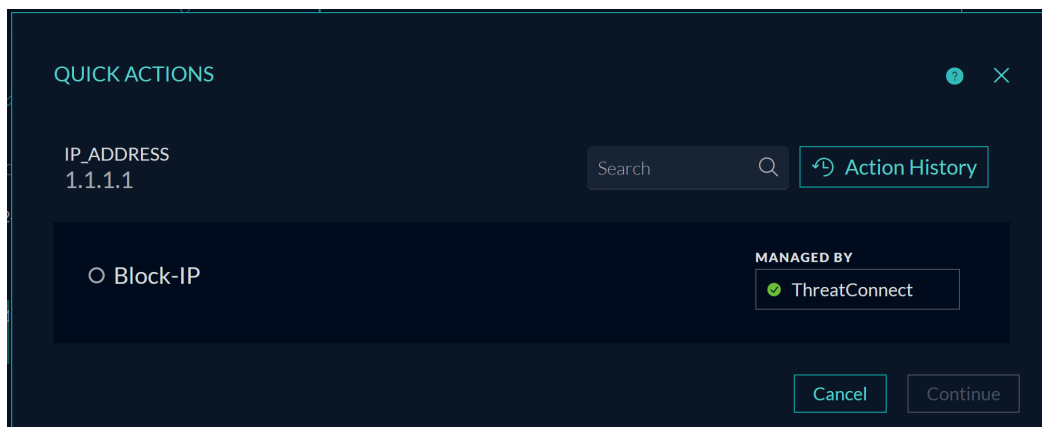 QUICK ACTIONS
?
IP_ADDRESS
1.1.1.1
Search
Action History
Block-IP
MANAGED BY
ThreatConnect
Cancel
Continue